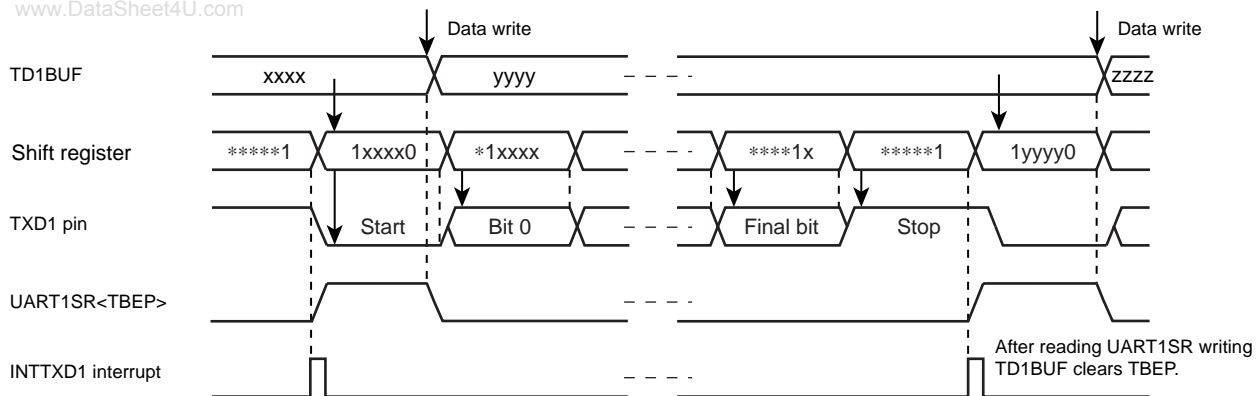 www.DataSheet4U.com
Data write
Data write
TD1BUF
xxxx
yyyy
zzzz
Shift register
*****1
1xxxx0
*1xxxx
****1x
*****1
1yyyy0
TXD1 pin
Start
Bit 0
Final bit
Stop
UART1SR<TBEP>
INTTXD1 interrupt
After reading UART1SR writing
TD1BUF clears TBEP.